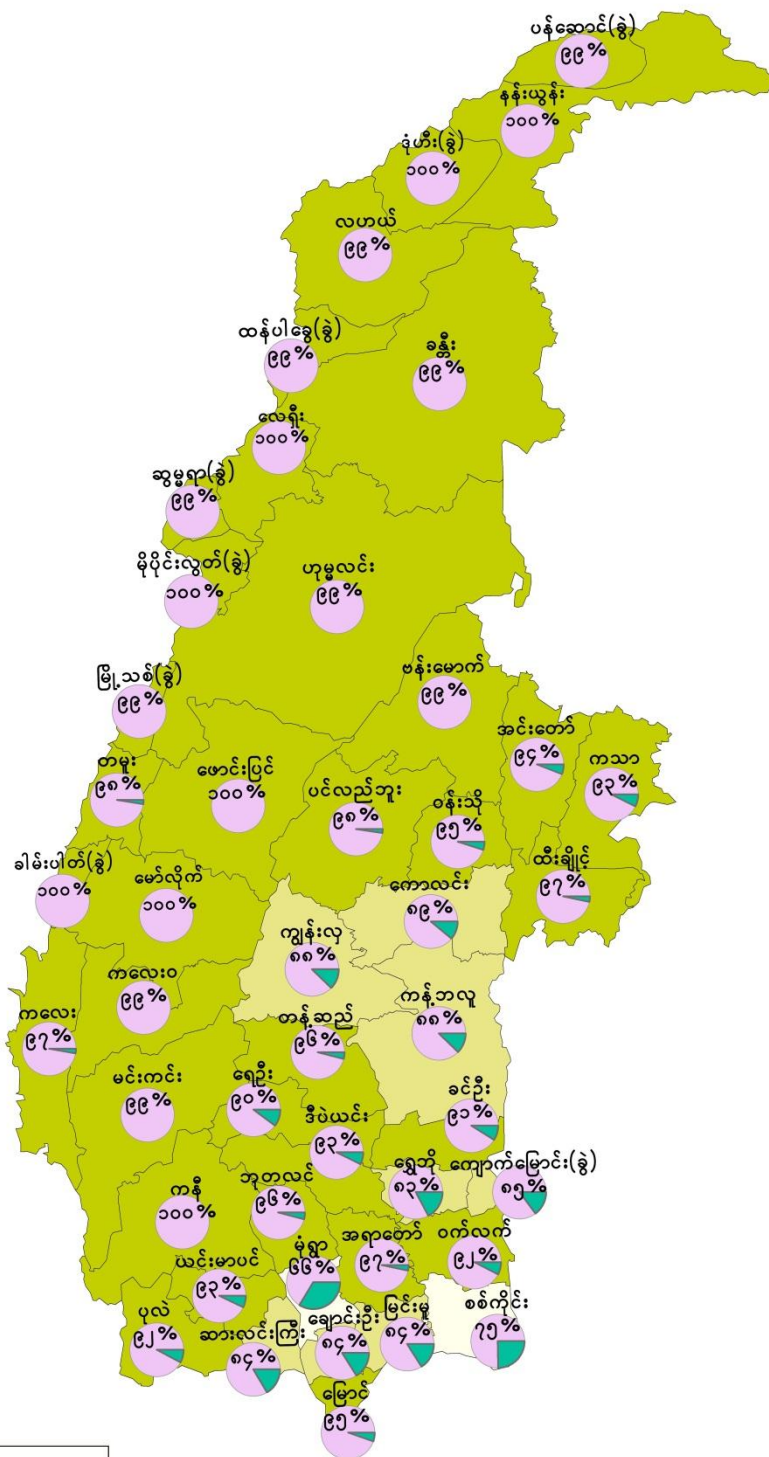 ပန်ဆောင်(ခွဲ)
၉၉%
နန်းယွန်း
၁၀၀%
ဒုံဟီး(ခွဲ)
၁၀၀%
လဟယ်
၉၉%
ထန်ပါခွေ(ခွဲ)
၉၉%
ခန္တီး
၉၉%
လေရှီး
၁၀၀%
ဆွမ္မရာ(ခွဲ)
၉၉%
မိုပိုင်းလွတ်(ခွဲ)
၁၀၀%
ဟုမ္မလင်း
၉၉%
ဗန်းမောက်
၉၉%
မြို့သစ်(ခွဲ)
၉၉%
အင်းတော်
၉၄%
ကသာ
၉၃%
တမူး
၉၈%
ဖောင်းပြင်
၁၀၀%
ပင်လည်ဘူး
၉၈%
ဝန်းသို
၉၅%
ထီးချိုင့်
၉၇%
ခါမ်းပါတ်(ခွဲ)
၁၀၀%
မော်လိုက်
၁၀၀%
ကောလင်း
၈၉%
ကျွန်းလှ
၈၈%
ကလေးဝ
၉၉%
ကန့်ဘလူ
၈၈%
ကလေး
၉၇%
တန့်ဆည်
၉၆%
မင်းကင်း
၉၉%
ရေဦး
၉၀%
ခင်ဦး
၉၁%
ဒီပဲယင်း
၉၃%
ရွှေဘို
၈၃%
ကျောက်မြောင်း(ခွဲ)
၈၅%
ကနီ
၁၀၀%
ဘုတလင်
၉၆%
မုံရွာ
၆၆%
အရာတော်
၉၇%
ဝက်လက်
၉၂%
ယင်းမာပင်
၉၃%
ပုလဲ
၉၂%
ဆားလင်းကြီး
၈၄%
ချောင်းဦး
၈၄%
မြင်းမူ
၈၄%
စစ်ကိုင်း
၇၅%
မြောင်
၉၅%